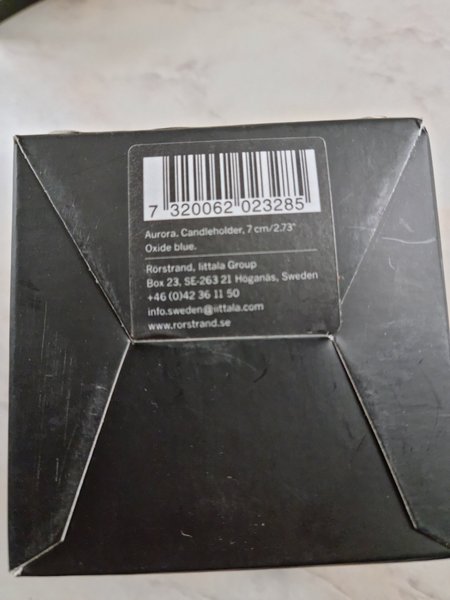 7 320062 023285
Aurora. Candleholder, 7 cm/2.73"
Oxide blue.
Rörstrand, Iittala Group
Box 23, SE-263 21 Höganäs, Sweden
+46 (0)42 36 11 50
info.sweden@iittala.com
www.rorstrand.se